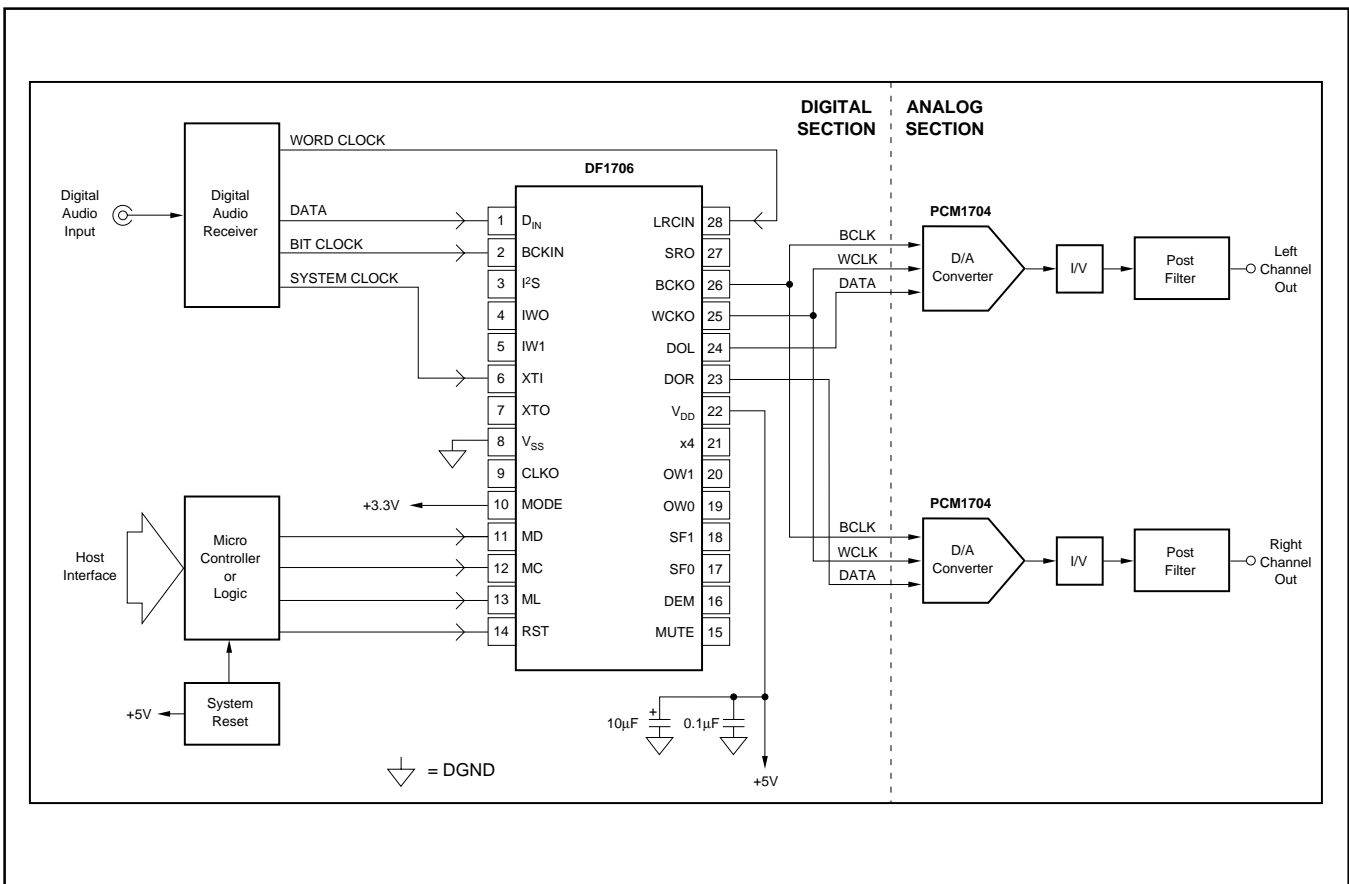 DIGITAL
SECTION
ANALOG
SECTION
WORD CLOCK
DF1706
Digital
Audio
Input
Digital
Audio
Receiver
DATA
BIT CLOCK
SYSTEM CLOCK
1 D_IN
2 BCKIN
3 I²S
4 IWO
5 IW1
6 XTI
7 XTO
8 V_SS
9 CLKO
10 MODE
11 MD
12 MC
13 ML
14 RST
LRCIN 28
SRO 27
BCKO 26
WCKO 25
DOL 24
DOR 23
V_DD 22
x4 21
OW1 20
OW0 19
SF1 18
SF0 17
DEM 16
MUTE 15
+3.3V
Host
Interface
Micro
Controller
or
Logic
System
Reset
+5V
PCM1704
BCLK
WCLK
DATA
D/A
Converter
I/V
Post
Filter
Left
Channel
Out
PCM1704
BCLK
WCLK
DATA
D/A
Converter
I/V
Post
Filter
Right
Channel
Out
10µF
+
0.1µF
+5V
= DGND